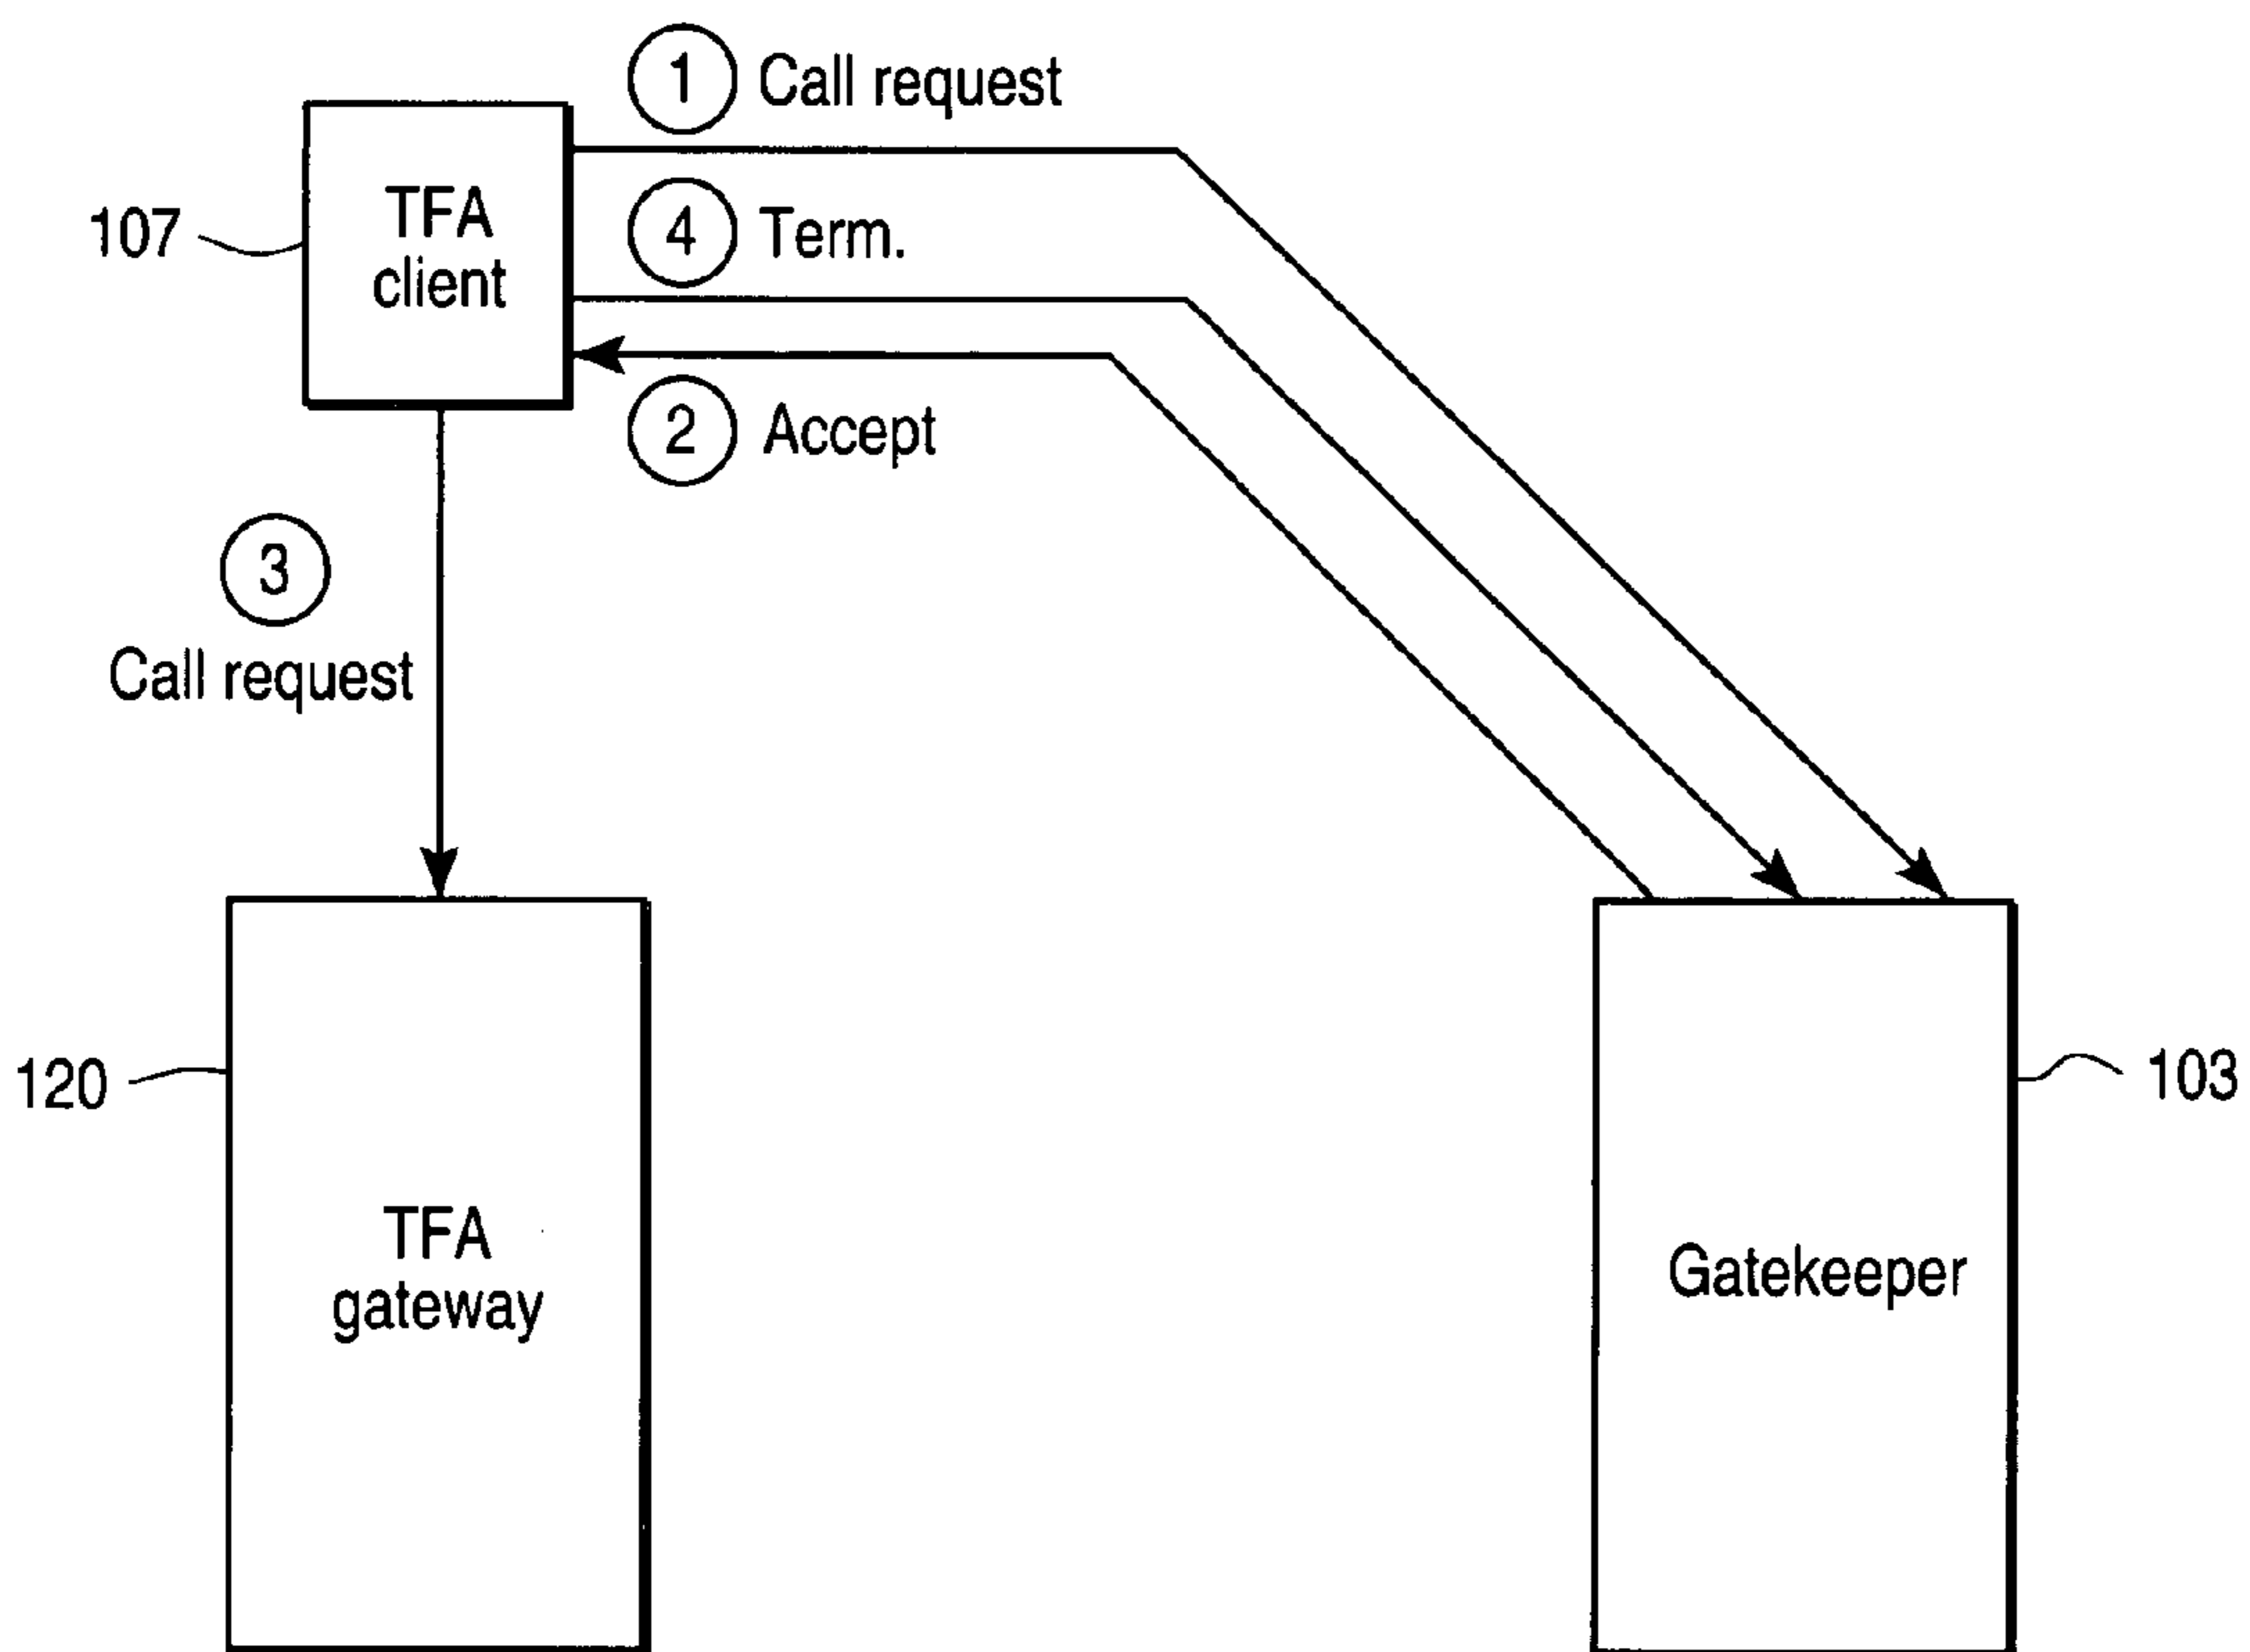 1 Call request
TFA
client
107
4 Term.
2 Accept
3
Call request
120
103
TFA
gateway
Gatekeeper